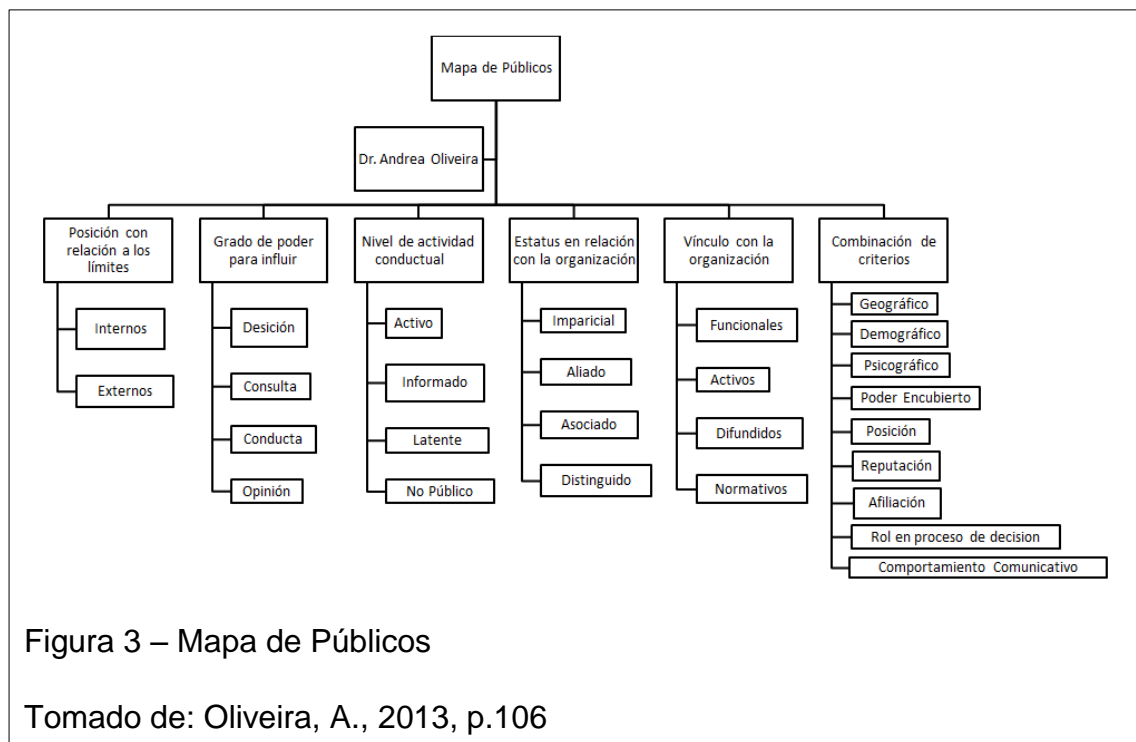 Mapa de Públicos
Dr. Andrea Oliveira
Posición con
relación a los
límites
Internos
Externos
Grado de poder
para influir
Desición
Consulta
Conducta
Opinión
Nivel de actividad
conductual
Activo
Informado
Latente
No Público
Estatus en relación
con la organización
Imparicial
Aliado
Asociado
Distinguido
Vínculo con la
organización
Funcionales
Activos
Difundidos
Normativos
Combinación de
criterios
Geográfico
Demográfico
Psicográfico
Poder Encubierto
Posición
Reputación
Afiliación
Rol en proceso de decision
Comportamiento Comunicativo
Figura 3 – Mapa de Públicos
Tomado de: Oliveira, A., 2013, p.106